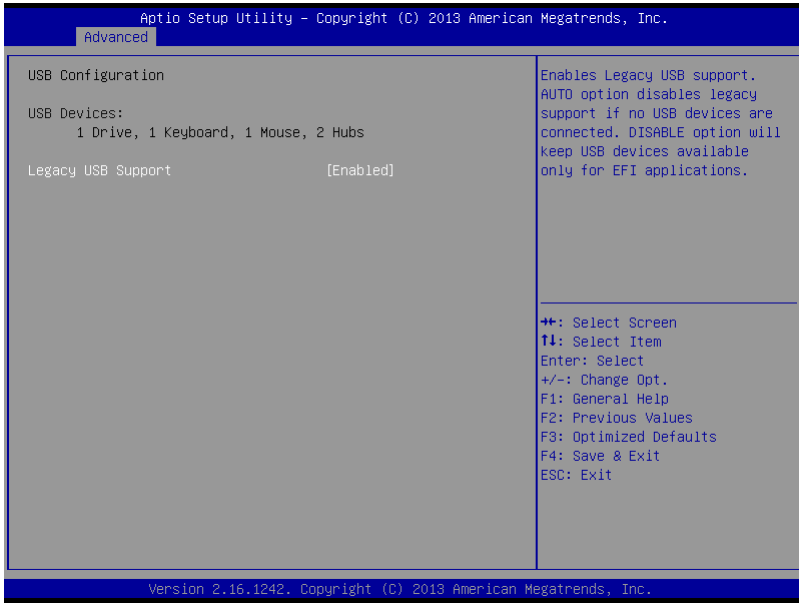 Aptio Setup Utility – Copyright (C) 2013 American Megatrends, Inc.
Advanced
USB Configuration
USB Devices:
1 Drive, 1 Keyboard, 1 Mouse, 2 Hubs
Legacy USB Support [Enabled]
Enables Legacy USB support.
AUTO option disables legacy
support if no USB devices are
connected. DISABLE option will
keep USB devices available
only for EFI applications.
→←: Select Screen
↑↓: Select Item
Enter: Select
+/-: Change Opt.
F1: General Help
F2: Previous Values
F3: Optimized Defaults
F4: Save & Exit
ESC: Exit
Version 2.16.1242. Copyright (C) 2013 American Megatrends, Inc.